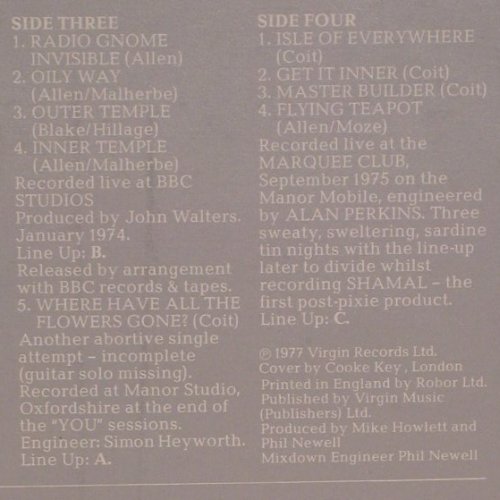 SIDE THREE
1. RADIO GNOME
INVISIBLE (Allen)
2. OILY WAY
(Allen/Malherbe)
3. OUTER TEMPLE
(Blake/Hillage)
4. INNER TEMPLE
(Allen/Malherbe)
Recorded live at BBC
STUDIOS
Produced by John Walters.
January 1974.
Line Up: B.
Released by arrangement
with BBC records & tapes.
5. WHERE HAVE ALL THE
FLOWERS GONE? (Coit)
Another abortive single
attempt – incomplete
(guitar solo missing).
Recorded at Manor Studio,
Oxfordshire at the end of
the "YOU" sessions.
Engineer: Simon Heyworth.
Line Up: A.
SIDE FOUR
1. ISLE OF EVERYWHERE
(Coit)
2. GET IT INNER (Coit)
3. MASTER BUILDER (Coit)
4. FLYING TEAPOT
(Allen/Moze)
Recorded live at the
MARQUEE CLUB,
September 1975 on the
Manor Mobile, engineered
by ALAN PERKINS. Three
sweaty, sweltering, sardine
tin nights with the line-up
later to divide whilst
recording SHAMAL – the
first post-pixie product.
Line Up: C.
℗ 1977 Virgin Records Ltd.
Cover by Cooke Key, London
Printed in England by Robor Ltd.
Published by Virgin Music
(Publishers) Ltd.
Produced by Mike Howlett and
Phil Newell
Mixdown Engineer Phil Newell